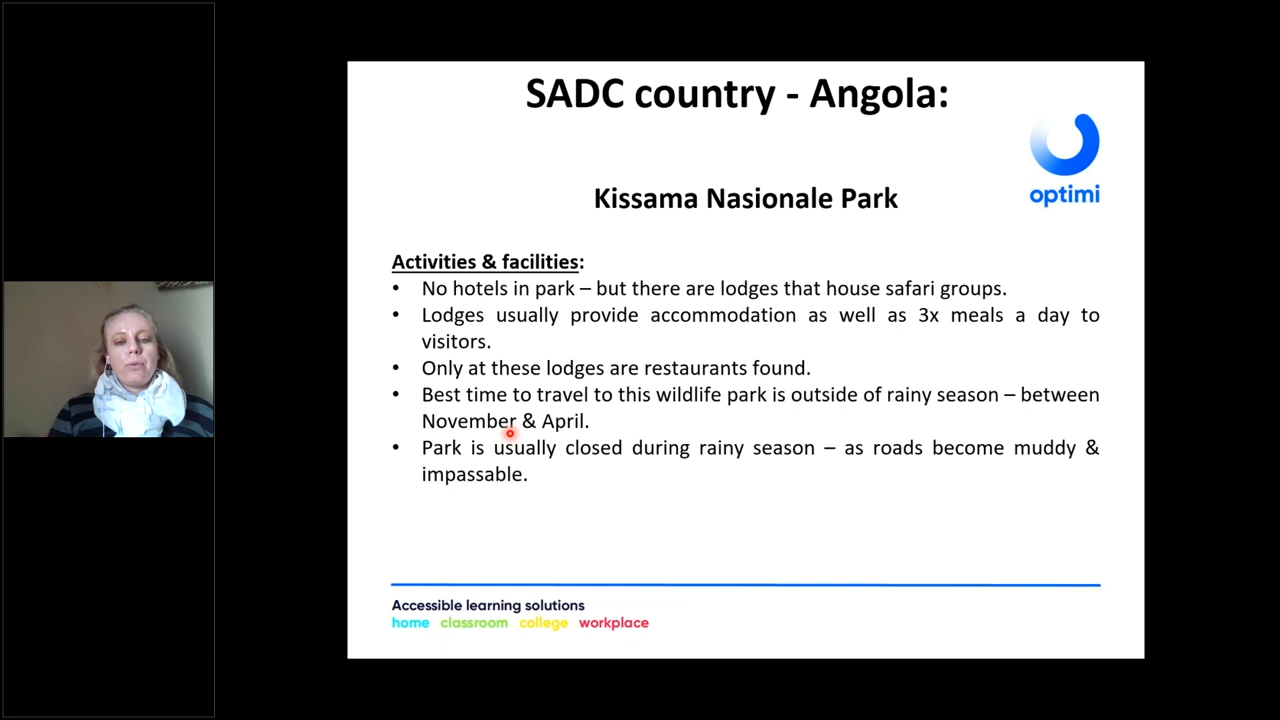 SADC country - Angola:
optimi
Kissama Nasionale Park
Activities & facilities:
• No hotels in park – but there are lodges that house safari groups.
• Lodges usually provide accommodation as well as 3x meals a day to
visitors.
• Only at these lodges are restaurants found.
• Best time to travel to this wildlife park is outside of rainy season – between
November & April.
• Park is usually closed during rainy season – as roads become muddy &
impassable.
Accessible learning solutions
home classroom college workplace